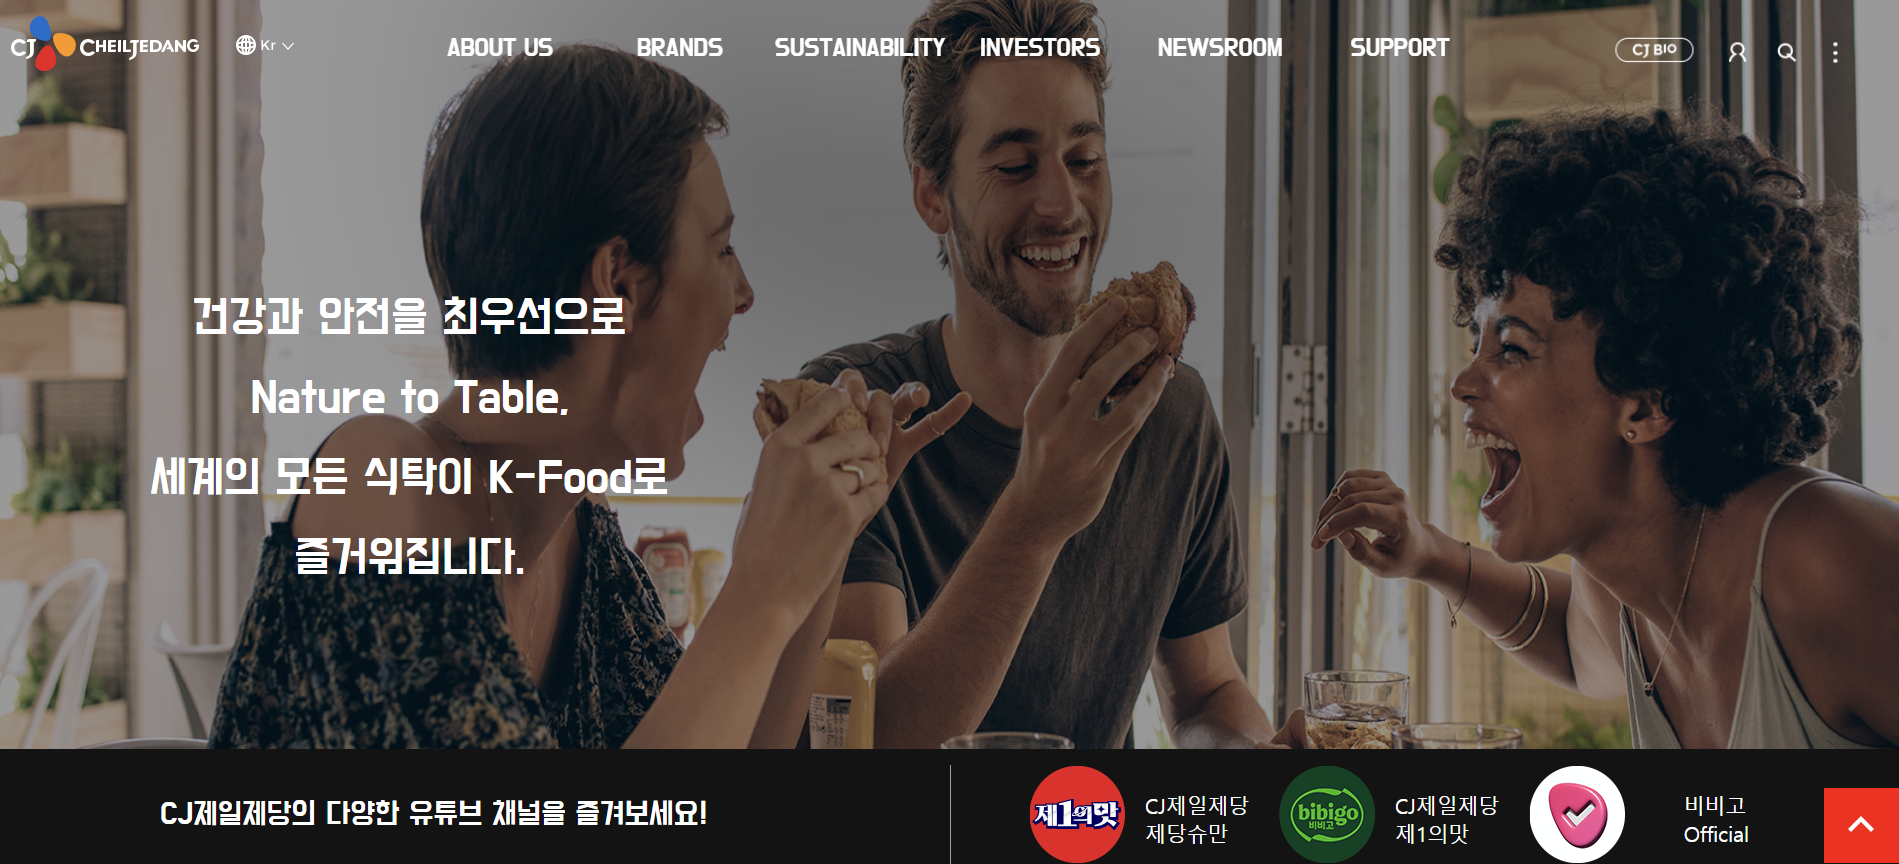 CJ CHEILJEDANG
Kr
ABOUT US
BRANDS
SUSTAINABILITY
INVESTORS
NEWSROOM
SUPPORT
CJ BIO
건강과 안전을 최우선으로
Nature to Table,
세계의 모든 식탁이 K-Food로
즐거워집니다.
CJ제일제당의 다양한 유튜브 채널을 즐겨보세요!
제1의맛
CJ제일제당
제당슈만
bibigo
비비고
CJ제일제당
제1의맛
비비고
Official